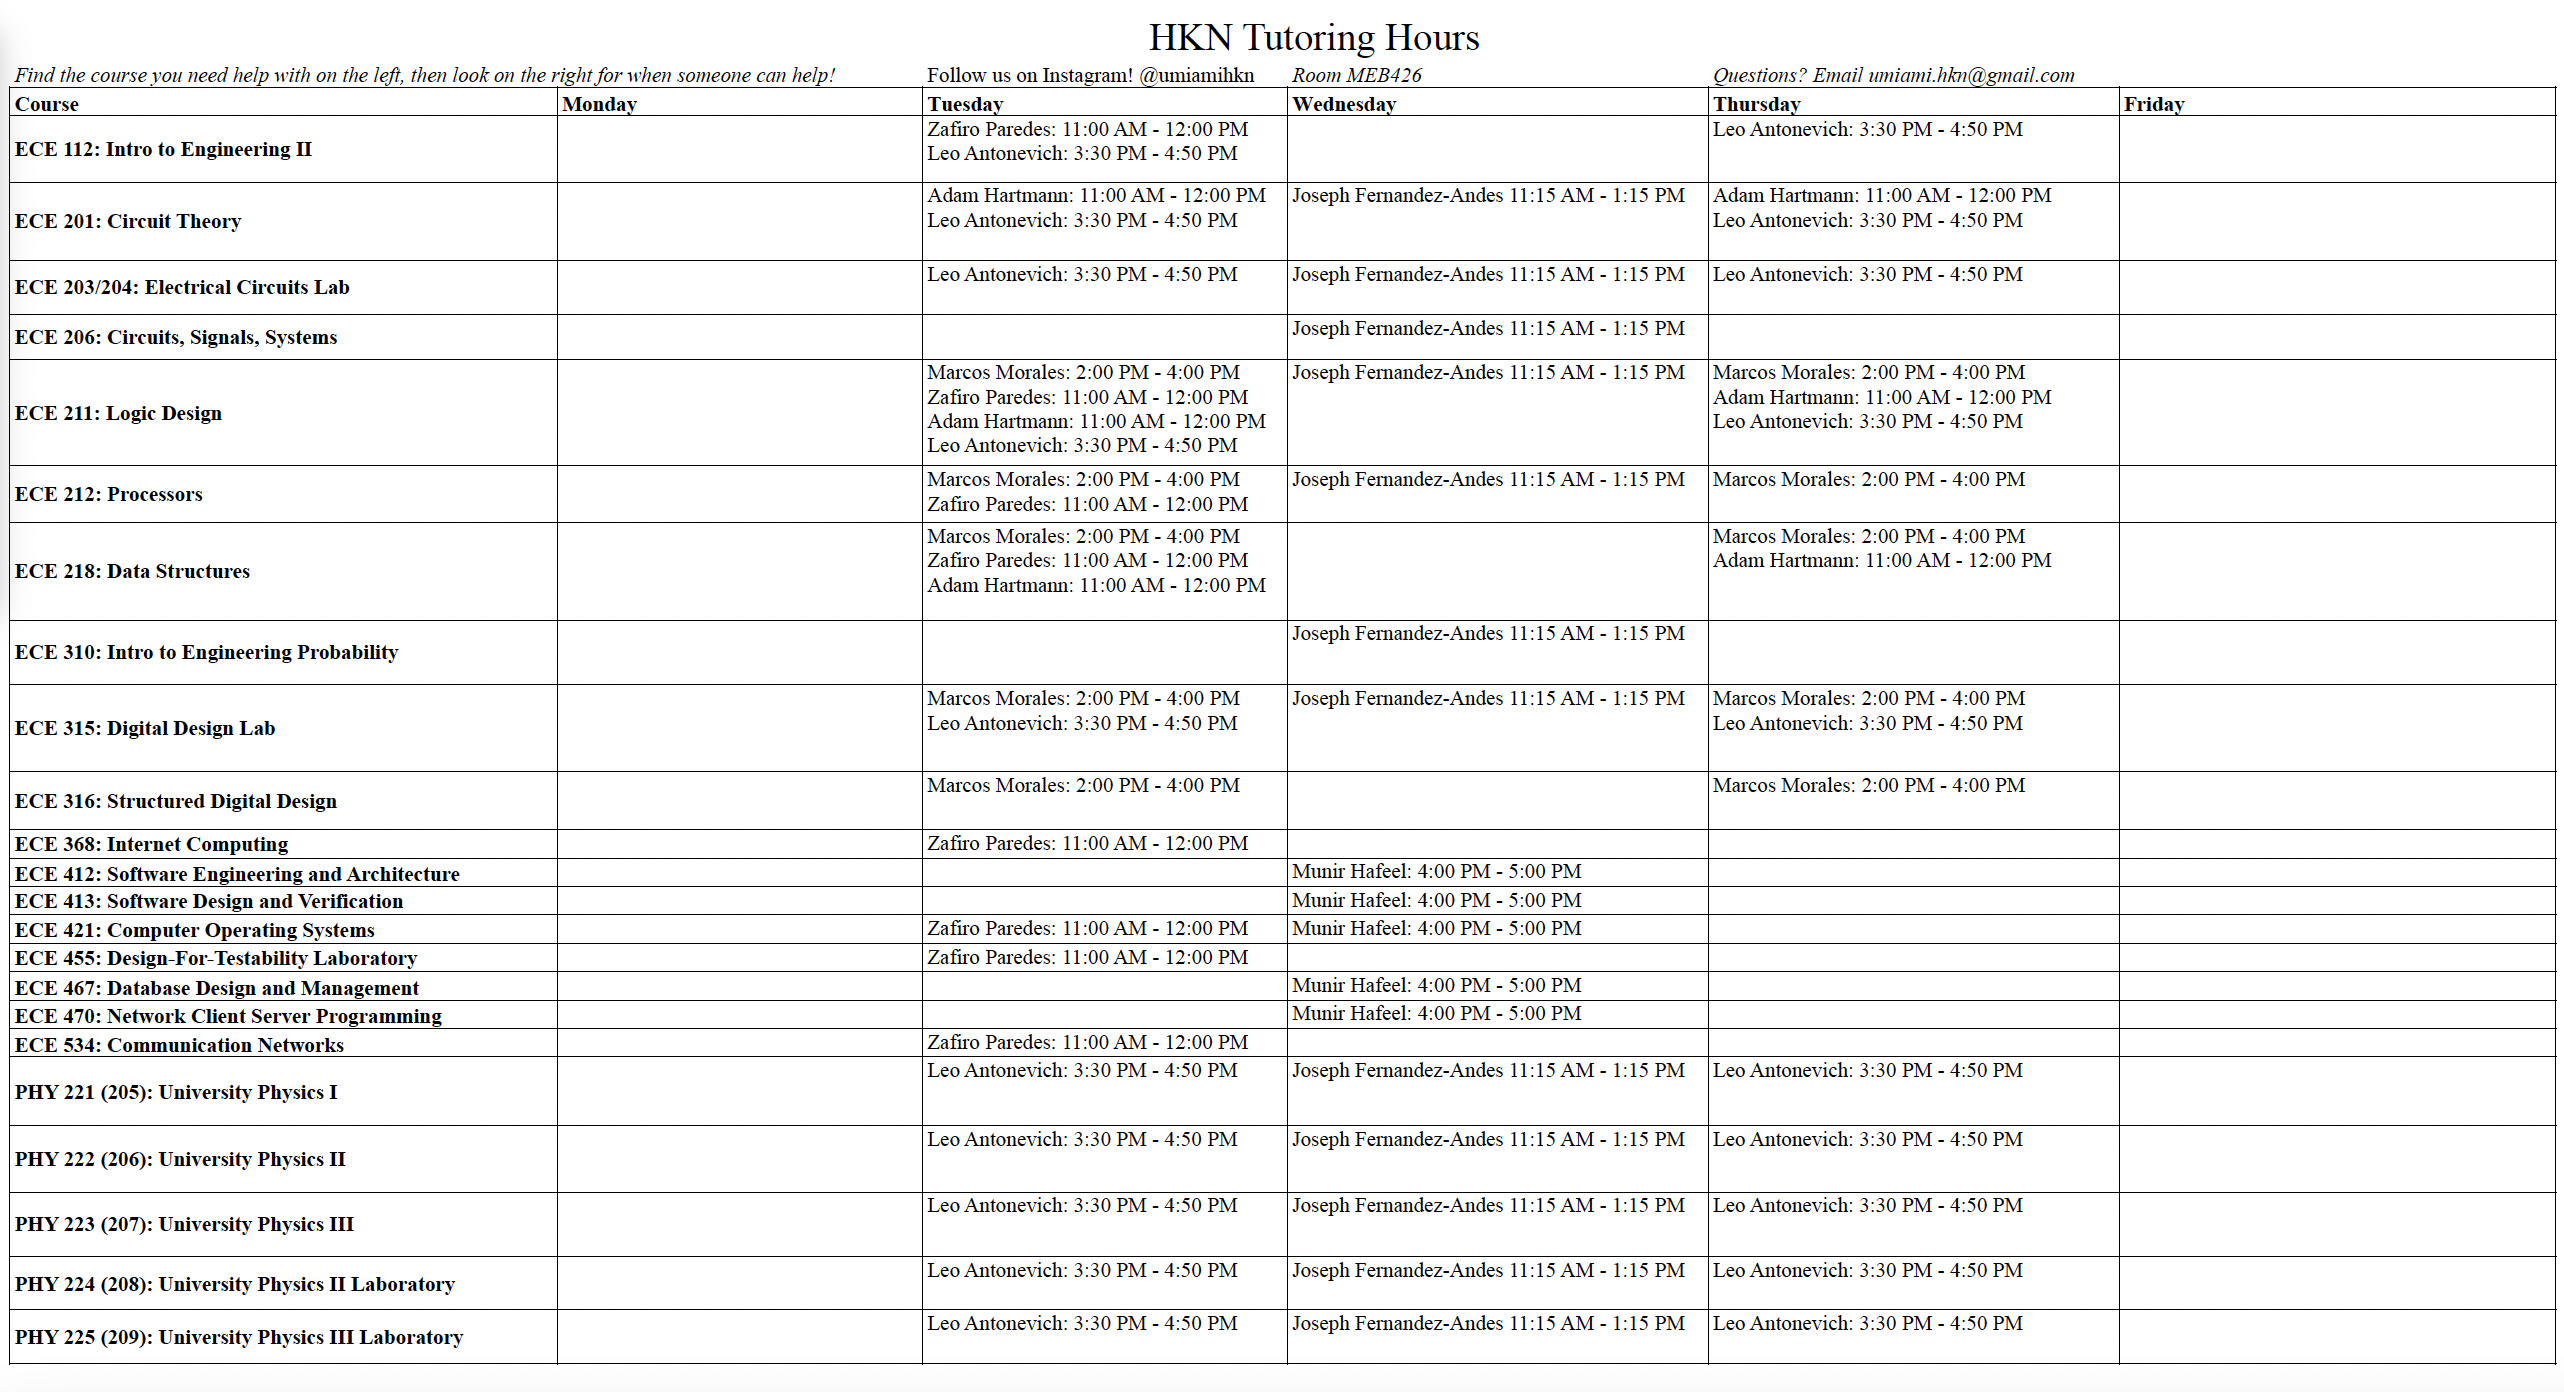 HKN Tutoring Hours
Find the course you need help with on the left, then look on the right for when someone can help! Follow us on Instagram! @umiamihkn Room MEB426 Questions? Email umiami.hkn@gmail.com
Course Monday Tuesday Wednesday Thursday Friday
ECE 112: Intro to Engineering II
Zafiro Paredes: 11:00 AM - 12:00 PM
Leo Antonevich: 3:30 PM - 4:50 PM
Leo Antonevich: 3:30 PM - 4:50 PM
ECE 201: Circuit Theory
Adam Hartmann: 11:00 AM - 12:00 PM
Leo Antonevich: 3:30 PM - 4:50 PM
Joseph Fernandez-Andes 11:15 AM - 1:15 PM
Adam Hartmann: 11:00 AM - 12:00 PM
Leo Antonevich: 3:30 PM - 4:50 PM
ECE 203/204: Electrical Circuits Lab
Leo Antonevich: 3:30 PM - 4:50 PM
Joseph Fernandez-Andes 11:15 AM - 1:15 PM
Leo Antonevich: 3:30 PM - 4:50 PM
ECE 206: Circuits, Signals, Systems
Joseph Fernandez-Andes 11:15 AM - 1:15 PM
ECE 211: Logic Design
Marcos Morales: 2:00 PM - 4:00 PM
Zafiro Paredes: 11:00 AM - 12:00 PM
Adam Hartmann: 11:00 AM - 12:00 PM
Leo Antonevich: 3:30 PM - 4:50 PM
Joseph Fernandez-Andes 11:15 AM - 1:15 PM
Marcos Morales: 2:00 PM - 4:00 PM
Adam Hartmann: 11:00 AM - 12:00 PM
Leo Antonevich: 3:30 PM - 4:50 PM
ECE 212: Processors
Marcos Morales: 2:00 PM - 4:00 PM
Zafiro Paredes: 11:00 AM - 12:00 PM
Joseph Fernandez-Andes 11:15 AM - 1:15 PM
Marcos Morales: 2:00 PM - 4:00 PM
ECE 218: Data Structures
Marcos Morales: 2:00 PM - 4:00 PM
Zafiro Paredes: 11:00 AM - 12:00 PM
Adam Hartmann: 11:00 AM - 12:00 PM
Marcos Morales: 2:00 PM - 4:00 PM
Adam Hartmann: 11:00 AM - 12:00 PM
ECE 310: Intro to Engineering Probability
Joseph Fernandez-Andes 11:15 AM - 1:15 PM
ECE 315: Digital Design Lab
Marcos Morales: 2:00 PM - 4:00 PM
Leo Antonevich: 3:30 PM - 4:50 PM
Joseph Fernandez-Andes 11:15 AM - 1:15 PM
Marcos Morales: 2:00 PM - 4:00 PM
Leo Antonevich: 3:30 PM - 4:50 PM
ECE 316: Structured Digital Design
Marcos Morales: 2:00 PM - 4:00 PM
Marcos Morales: 2:00 PM - 4:00 PM
ECE 368: Internet Computing
Zafiro Paredes: 11:00 AM - 12:00 PM
ECE 412: Software Engineering and Architecture
Munir Hafeel: 4:00 PM - 5:00 PM
ECE 413: Software Design and Verification
Munir Hafeel: 4:00 PM - 5:00 PM
ECE 421: Computer Operating Systems
Zafiro Paredes: 11:00 AM - 12:00 PM
Munir Hafeel: 4:00 PM - 5:00 PM
ECE 455: Design-For-Testability Laboratory
Zafiro Paredes: 11:00 AM - 12:00 PM
ECE 467: Database Design and Management
Munir Hafeel: 4:00 PM - 5:00 PM
ECE 470: Network Client Server Programming
Munir Hafeel: 4:00 PM - 5:00 PM
ECE 534: Communication Networks
Zafiro Paredes: 11:00 AM - 12:00 PM
PHY 221 (205): University Physics I
Leo Antonevich: 3:30 PM - 4:50 PM
Joseph Fernandez-Andes 11:15 AM - 1:15 PM
Leo Antonevich: 3:30 PM - 4:50 PM
PHY 222 (206): University Physics II
Leo Antonevich: 3:30 PM - 4:50 PM
Joseph Fernandez-Andes 11:15 AM - 1:15 PM
Leo Antonevich: 3:30 PM - 4:50 PM
PHY 223 (207): University Physics III
Leo Antonevich: 3:30 PM - 4:50 PM
Joseph Fernandez-Andes 11:15 AM - 1:15 PM
Leo Antonevich: 3:30 PM - 4:50 PM
PHY 224 (208): University Physics II Laboratory
Leo Antonevich: 3:30 PM - 4:50 PM
Joseph Fernandez-Andes 11:15 AM - 1:15 PM
Leo Antonevich: 3:30 PM - 4:50 PM
PHY 225 (209): University Physics III Laboratory
Leo Antonevich: 3:30 PM - 4:50 PM
Joseph Fernandez-Andes 11:15 AM - 1:15 PM
Leo Antonevich: 3:30 PM - 4:50 PM